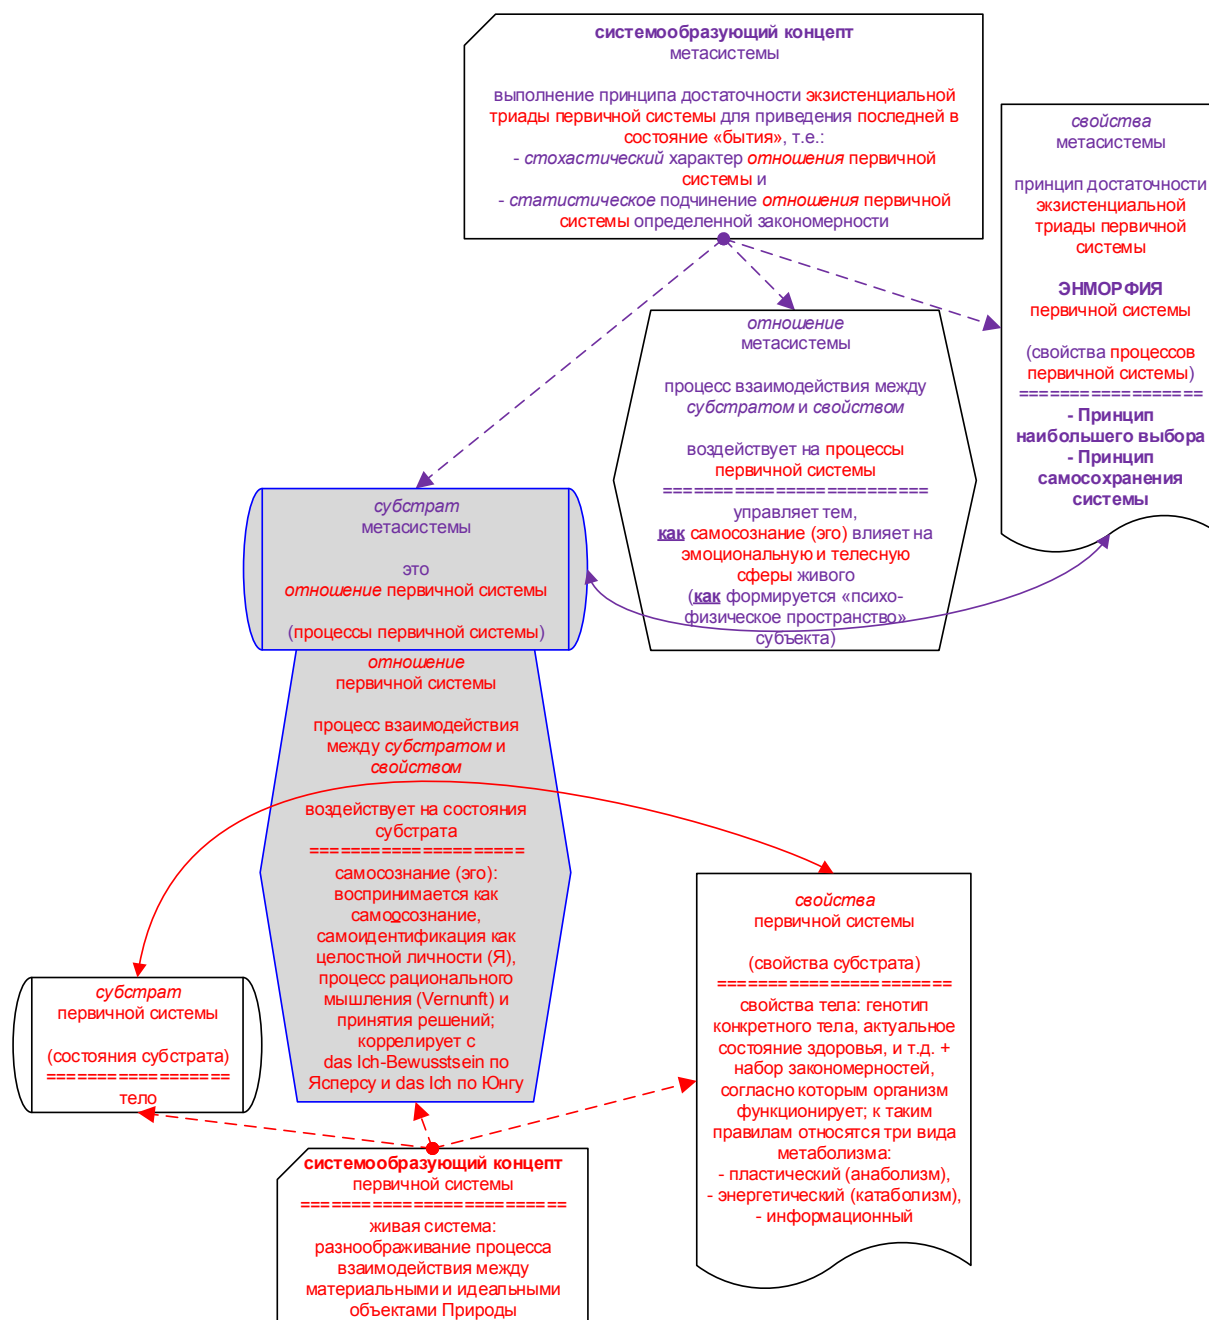 системообразующий концепт
метасистемы
выполнение принципа достаточности экзистенциальной
триады первичной системы для приведения последней в
состояние «бытия», т.е.:
- стохастический характер отношения первичной
системы и
- статистическое подчинение отношения первичной
системы определенной закономерности
свойства
метасистемы
принцип достаточности
экзистенциальной
триады первичной
системы
ЭНМОРФИЯ
первичной системы
(свойства процессов
первичной системы)
==================
- Принцип
наибольшего выбора
- Принцип
самосохранения
системы
отношение
метасистемы
процесс взаимодействия между
субстратом и свойством
воздействует на процессы
первичной системы
==========================
управляет тем,
как самосознание (эго) влияет на
эмоциональную и телесную
сферы живого
(как формируется «психо-
физическое пространство»
субъекта)
субстрат
метасистемы
это
отношение первичной системы
(процессы первичной системы)
отношение
первичной системы
процесс взаимодействия
между субстратом и
свойством
воздействует на состояния
субстрата
=====================
самосознание (эго):
воспринимается как
самоосознание,
самоидентификация как
целостной личности (Я),
процесс рационального
мышления (Vernunft) и
принятия решений;
коррелирует с
das Ich-Bewusstsein по
Ясперсу и das Ich по Юнгу
субстрат
первичной системы
(состояния субстрата)
==================
тело
свойства
первичной системы
(свойства субстрата)
=======================
свойства тела: генотип
конкретного тела, актуальное
состояние здоровья, и т.д. +
набор закономерностей,
согласно которым организм
функционирует; к таким
правилам относятся три вида
метаболизма:
- пластический (анаболизм),
- энергетический (катаболизм),
- информационный
системообразующий концепт
первичной системы
==========================
живая система:
разноображивание процесса
взаимодействия между
материальными и идеальными
объектами Природы